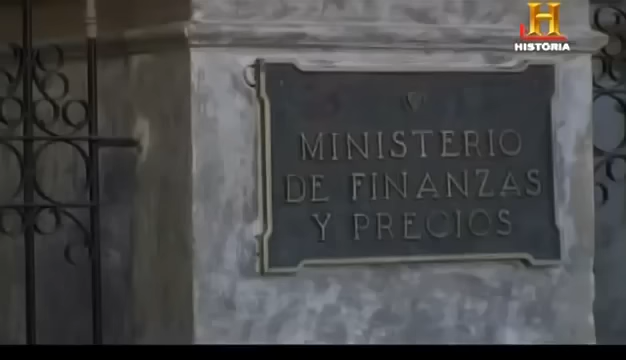 H
HISTORIA
MINISTERIO
DE FINANZAS
Y PRECIOS